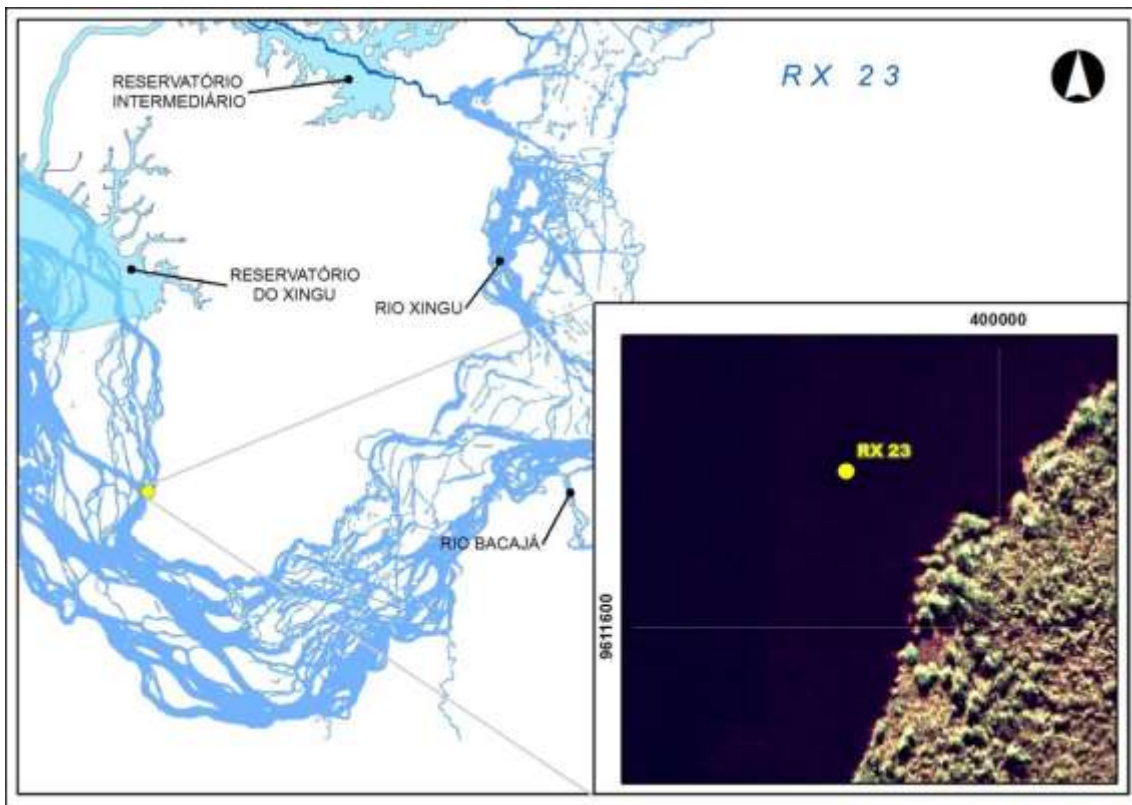 RESERVATÓRIO
INTERMEDIÁRIO
RX 23
RESERVATÓRIO
DO XINGU
RIO XINGU
RIO BACAJÁ
400000
RX 23
9611600